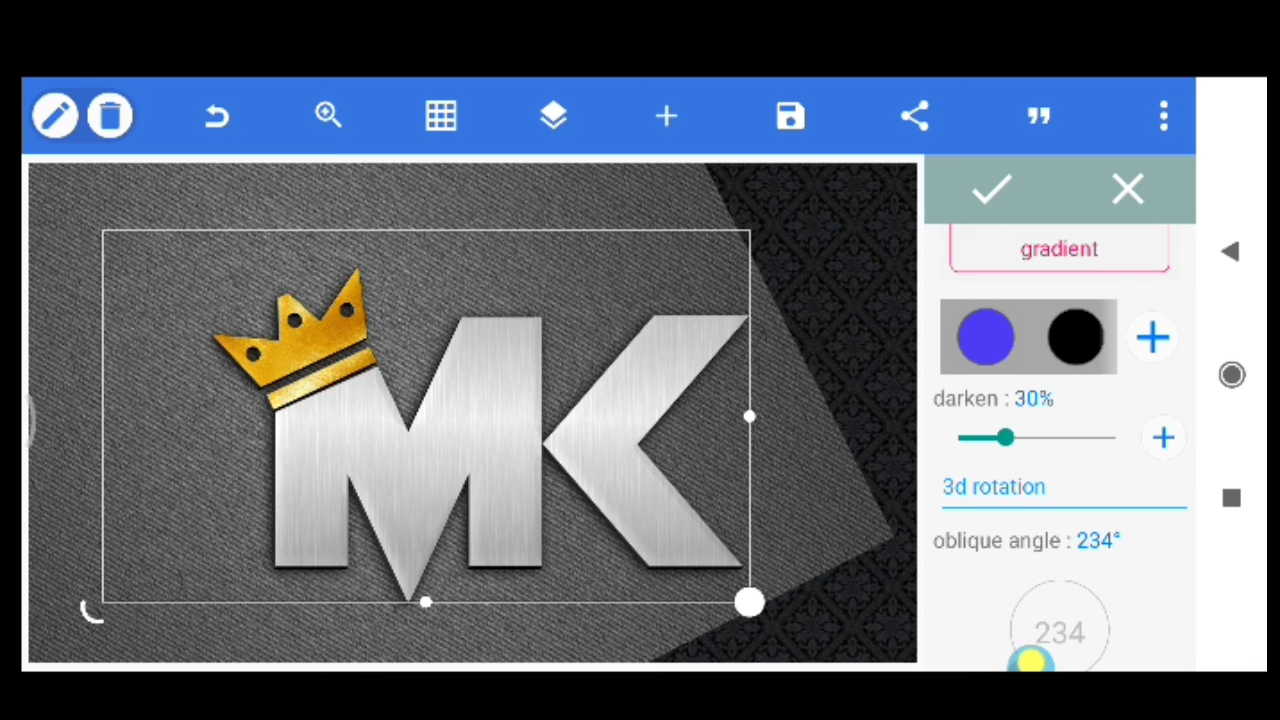 gradient
MK
darken : 30%
3d rotation
oblique angle : 234°
234